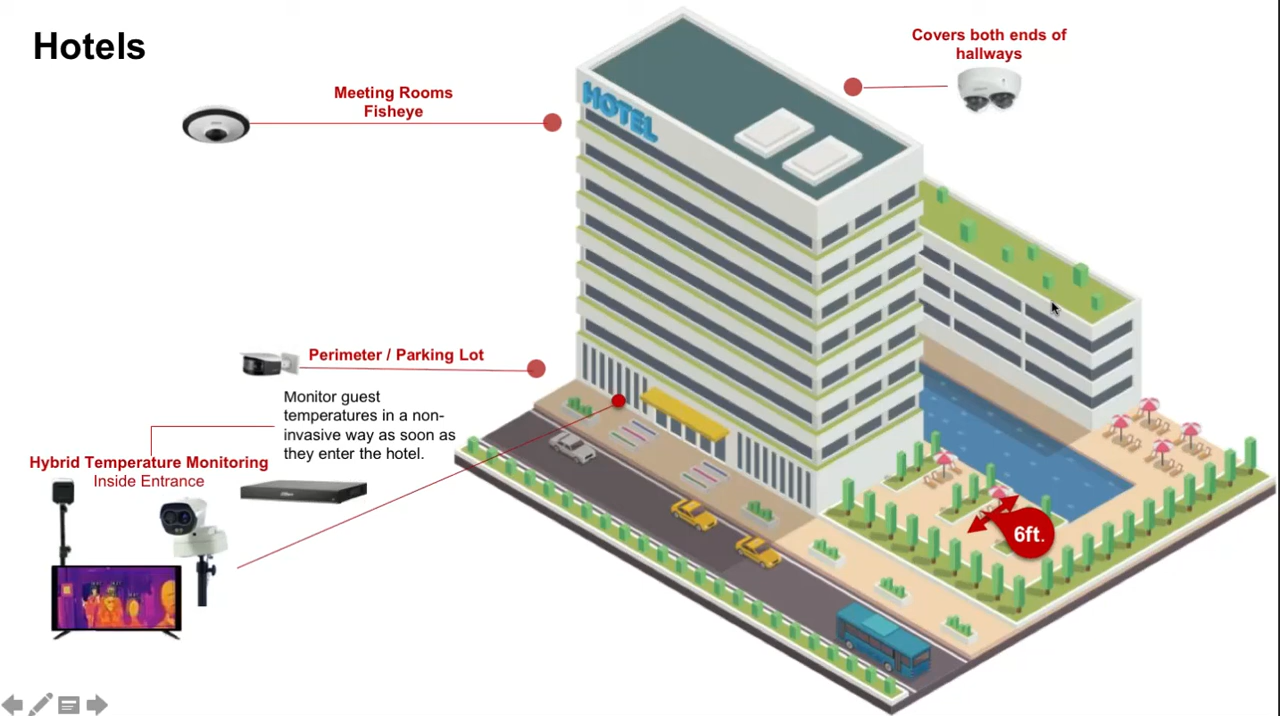 Hotels
Covers both ends of
hallways
Meeting Rooms
Fisheye
HOTEL
Perimeter / Parking Lot
Monitor guest
temperatures in a non-
invasive way as soon as
they enter the hotel.
Hybrid Temperature Monitoring
Inside Entrance
6ft.